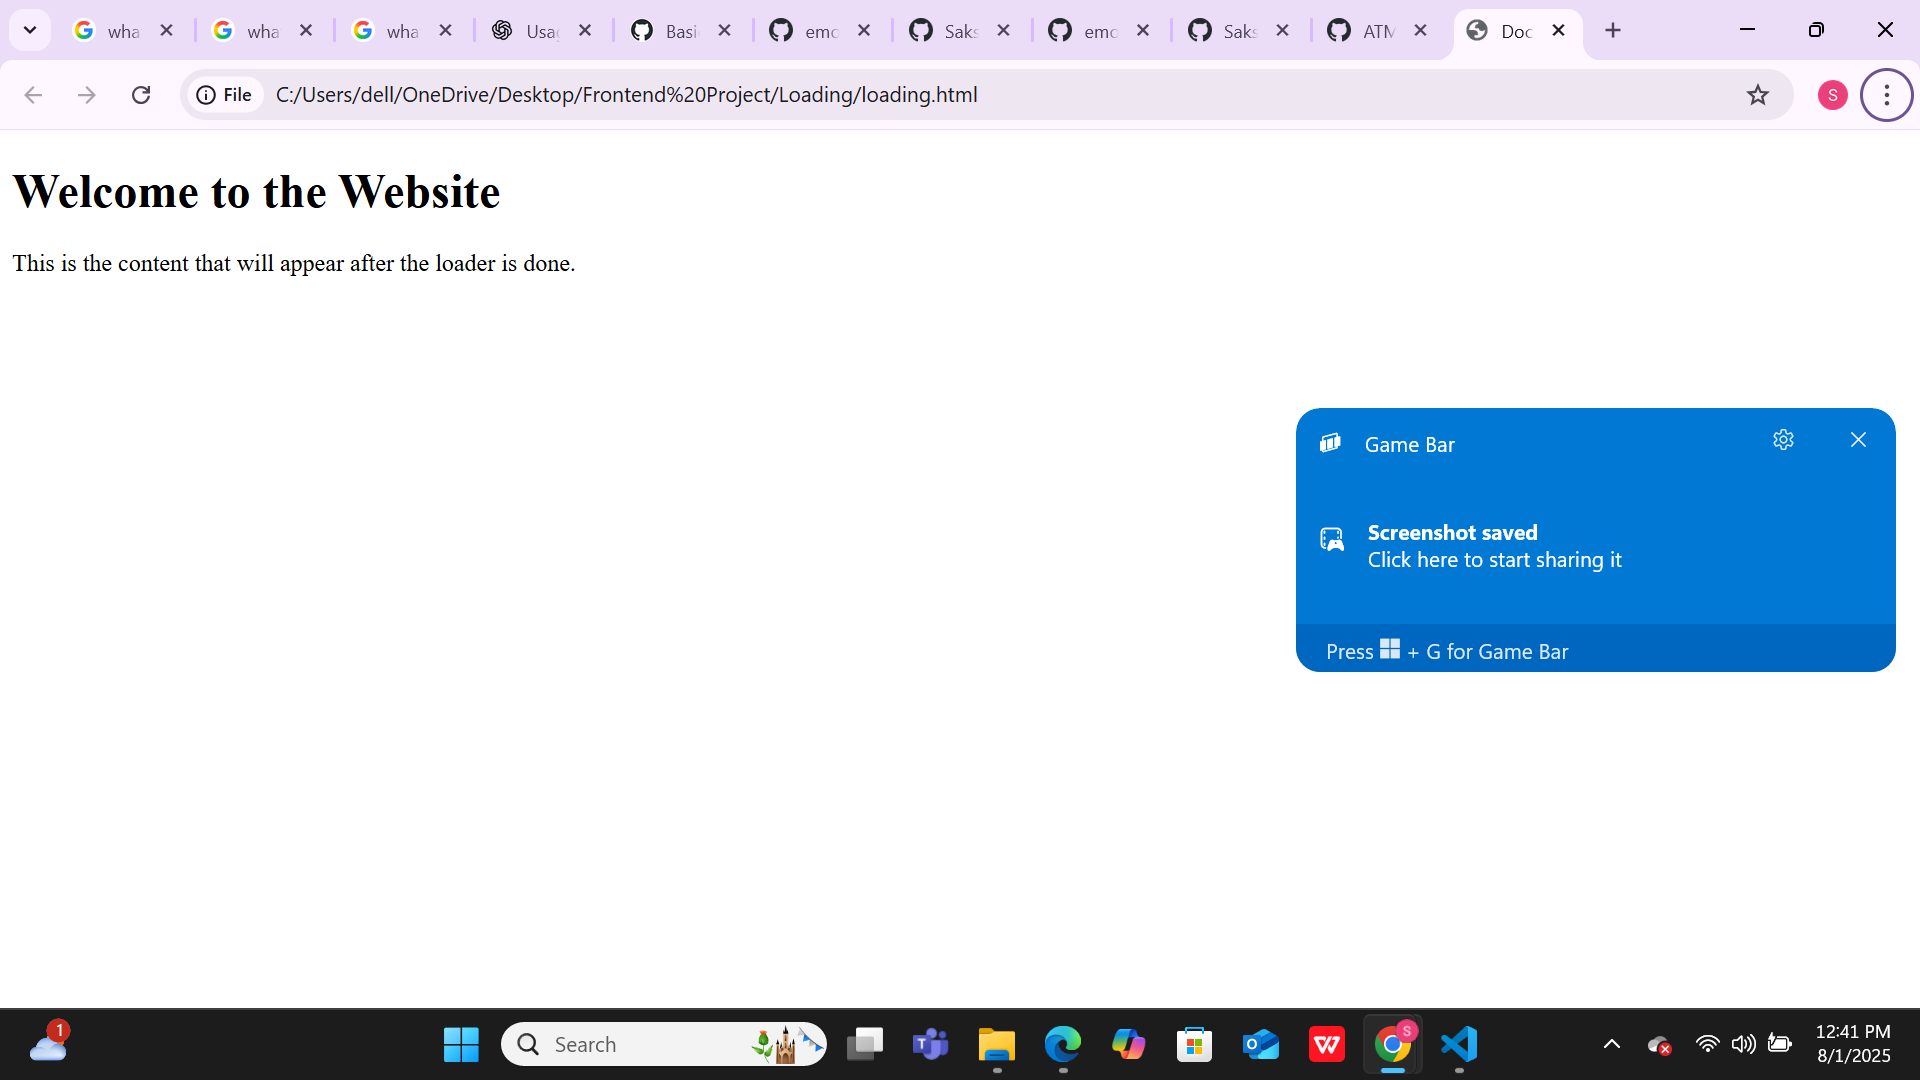 wha
wha
wha
Usa
Basi
emo
Saks
emo
Saks
ATM
Doc
File
C:/Users/dell/OneDrive/Desktop/Frontend%20Project/Loading/loading.html
S
Welcome to the Website
This is the content that will appear after the loader is done.
Game Bar
Screenshot saved
Click here to start sharing it
Press + G for Game Bar
1
Search
S
12:41 PM
8/1/2025